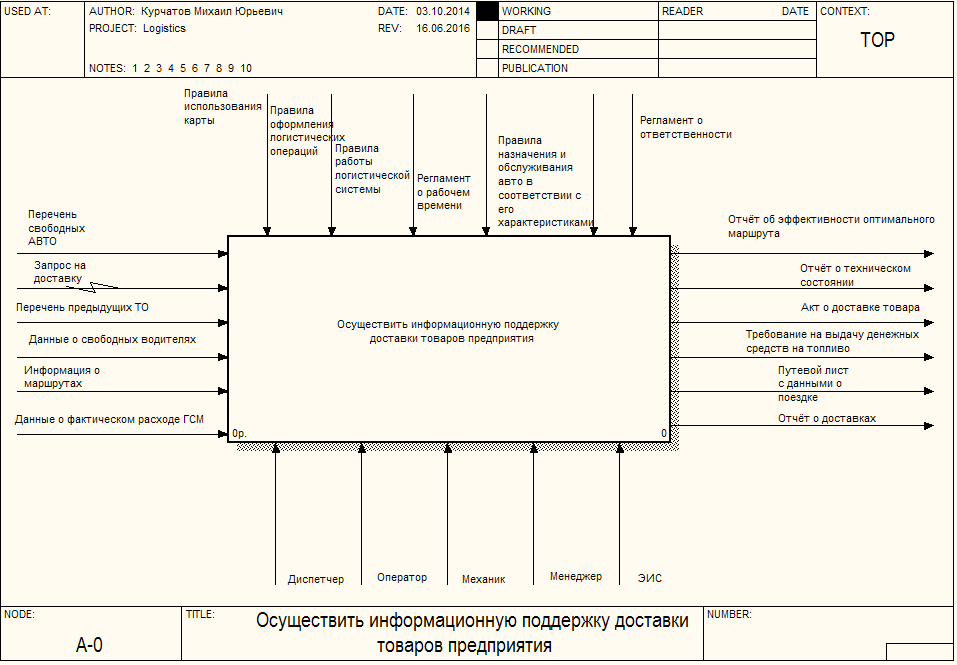 USED AT:
AUTHOR: Курчатов Михаил Юрьевич
DATE: 03.10.2014
PROJECT: Logistics
REV: 16.06.2016
NOTES: 1 2 3 4 5 6 7 8 9 10
WORKING
DRAFT
RECOMMENDED
PUBLICATION
READER
DATE
CONTEXT:
TOP
Правила
использования
карты
Правила
оформления
логистических
операций
Правила
работы
логистической
системы
Регламент
о рабочем
времени
Правила
назначения и
обслуживания
авто в
соответствии с
его
характеристиками
Регламент о
ответственности
Перечень
свободных
АВТО
Запрос на
доставку
Перечень предыдущих ТО
Данные о свободных водителях
Информация о
маршрутах
Данные о фактическом расходе ГСМ
Осуществить информационную поддержку
доставки товаров предприятия
0р.
0
Отчёт об эффективности оптимального
маршрута
Отчёт о техническом
состоянии
Акт о доставке товара
Требование на выдачу денежных
средств на топливо
Путевой лист
с данными о
поездке
Отчёт о доставках
Диспетчер
Оператор
Механик
Менеджер
ЭИС
NODE:
A-0
TITLE:
Осуществить информационную поддержку доставки
товаров предприятия
NUMBER: